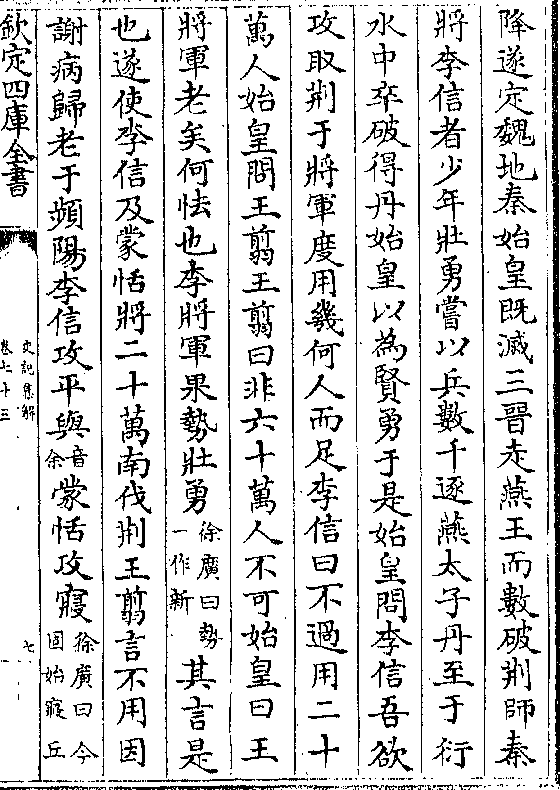 降遂定魏地秦始皇既滅三晉走燕王而數破荆師秦
將李信者少年壯勇嘗以兵數千逐燕太子丹至于衍
水中卒破得丹始皇以為賢勇于是始皇問李信吾欲
攻取荆于將軍度用幾何人而足李信曰不過用二十
萬人始皇問王翦王翦曰非六十萬人不可始皇曰王
將軍老矣何怯也李將軍果勢壯勇徐廣曰勢一作新其言是
也遂使李信及蒙恬將二十萬南伐荆王翦言不用因
謝病歸老于頻陽李信攻平與音余蒙恬攻寢徐廣曰今固始寢丘
欽定四庫全書
史記集解
卷七十三
七